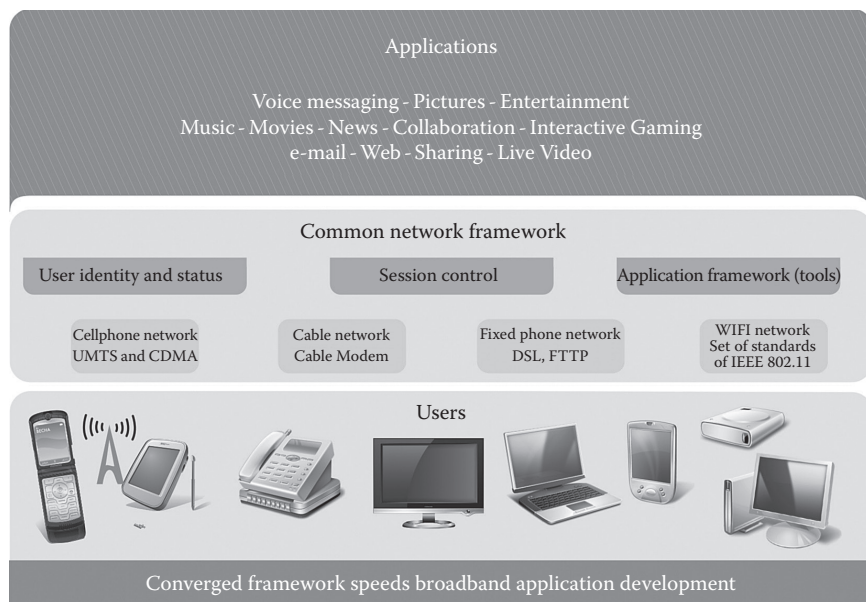 Applications
Voice messaging - Pictures - Entertainment
Music - Movies - News - Collaboration - Interactive Gaming
e-mail - Web - Sharing - Live Video
Common network framework
User identity and status
Session control
Application framework (tools)
Cellphone network
UMTS and CDMA
Cable network
Cable Modem
Fixed phone network
DSL, FTTP
WIFI network
Set of standards
of IEEE 802.11
Users
Converged framework speeds broadband application development